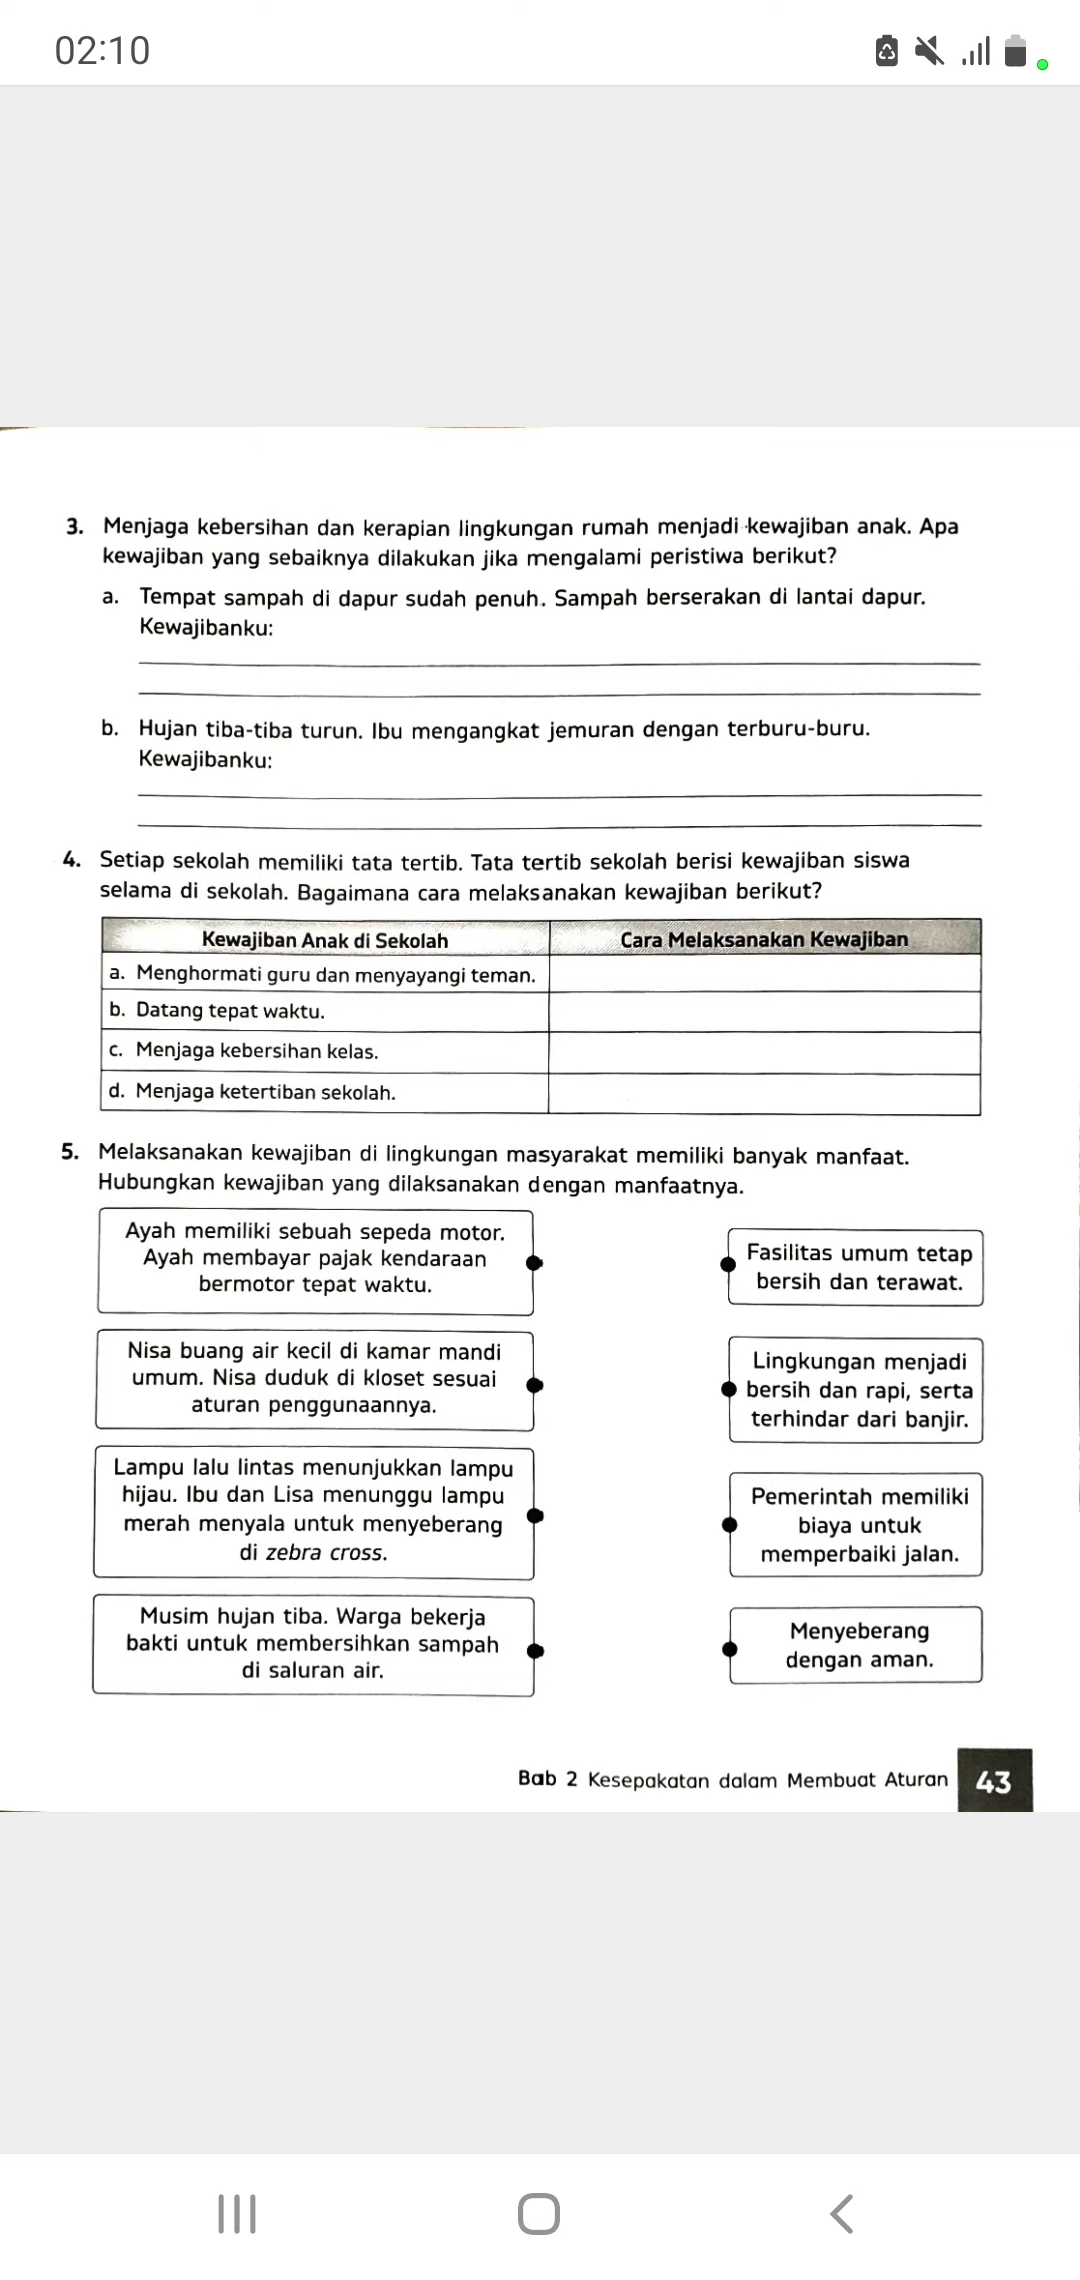 02:10
3. Menjaga kebersihan dan kerapian lingkungan rumah menjadi kewajiban anak. Apa
kewajiban yang sebaiknya dilakukan jika mengalami peristiwa berikut?
a. Tempat sampah di dapur sudah penuh. Sampah berserakan di lantai dapur.
Kewajibanku:
b. Hujan tiba-tiba turun. Ibu mengangkat jemuran dengan terburu-buru.
Kewajibanku:
4. Setiap sekolah memiliki tata tertib. Tata tertib sekolah berisi kewajiban siswa
selama di sekolah. Bagaimana cara melaksanakan kewajiban berikut?
Kewajiban Anak di Sekolah
Cara Melaksanakan Kewajiban
a. Menghormati guru dan menyayangi teman.
b. Datang tepat waktu.
c. Menjaga kebersihan kelas.
d. Menjaga ketertiban sekolah.
5. Melaksanakan kewajiban di lingkungan masyarakat memiliki banyak manfaat.
Hubungkan kewajiban yang dilaksanakan dengan manfaatnya.
Ayah memiliki sebuah sepeda motor.
Ayah membayar pajak kendaraan
bermotor tepat waktu.
Fasilitas umum tetap
bersih dan terawat.
Nisa buang air kecil di kamar mandi
umum. Nisa duduk di kloset sesuai
aturan penggunaannya.
Lingkungan menjadi
bersih dan rapi, serta
terhindar dari banjir.
Lampu lalu lintas menunjukkan lampu
hijau. Ibu dan Lisa menunggu lampu
merah menyala untuk menyeberang
di zebra cross.
Pemerintah memiliki
biaya untuk
memperbaiki jalan.
Musim hujan tiba. Warga bekerja
bakti untuk membersihkan sampah
di saluran air.
Menyeberang
dengan aman.
Bab 2 Kesepakatan dalam Membuat Aturan 43